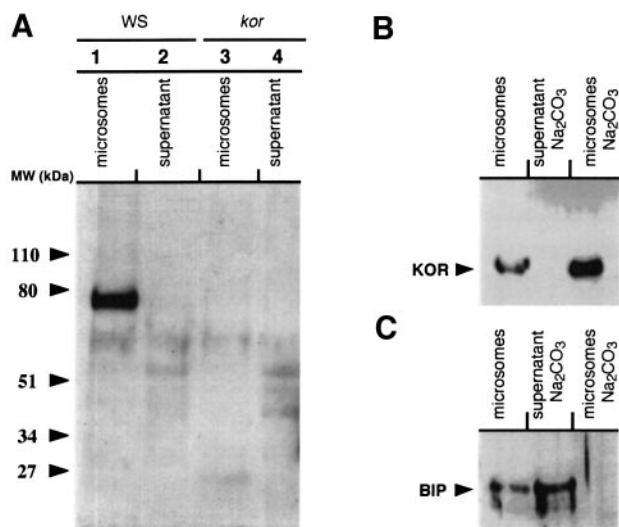 A
WS kor
1 2 3 4
microsomes supernatant microsomes supernatant
MW (kDa)
110
80
51
34
27
B
microsomes
supernatant Na2CO3
microsomes Na2CO3
KOR
C
microsomes
supernatant Na2CO3
microsomes Na2CO3
BIP